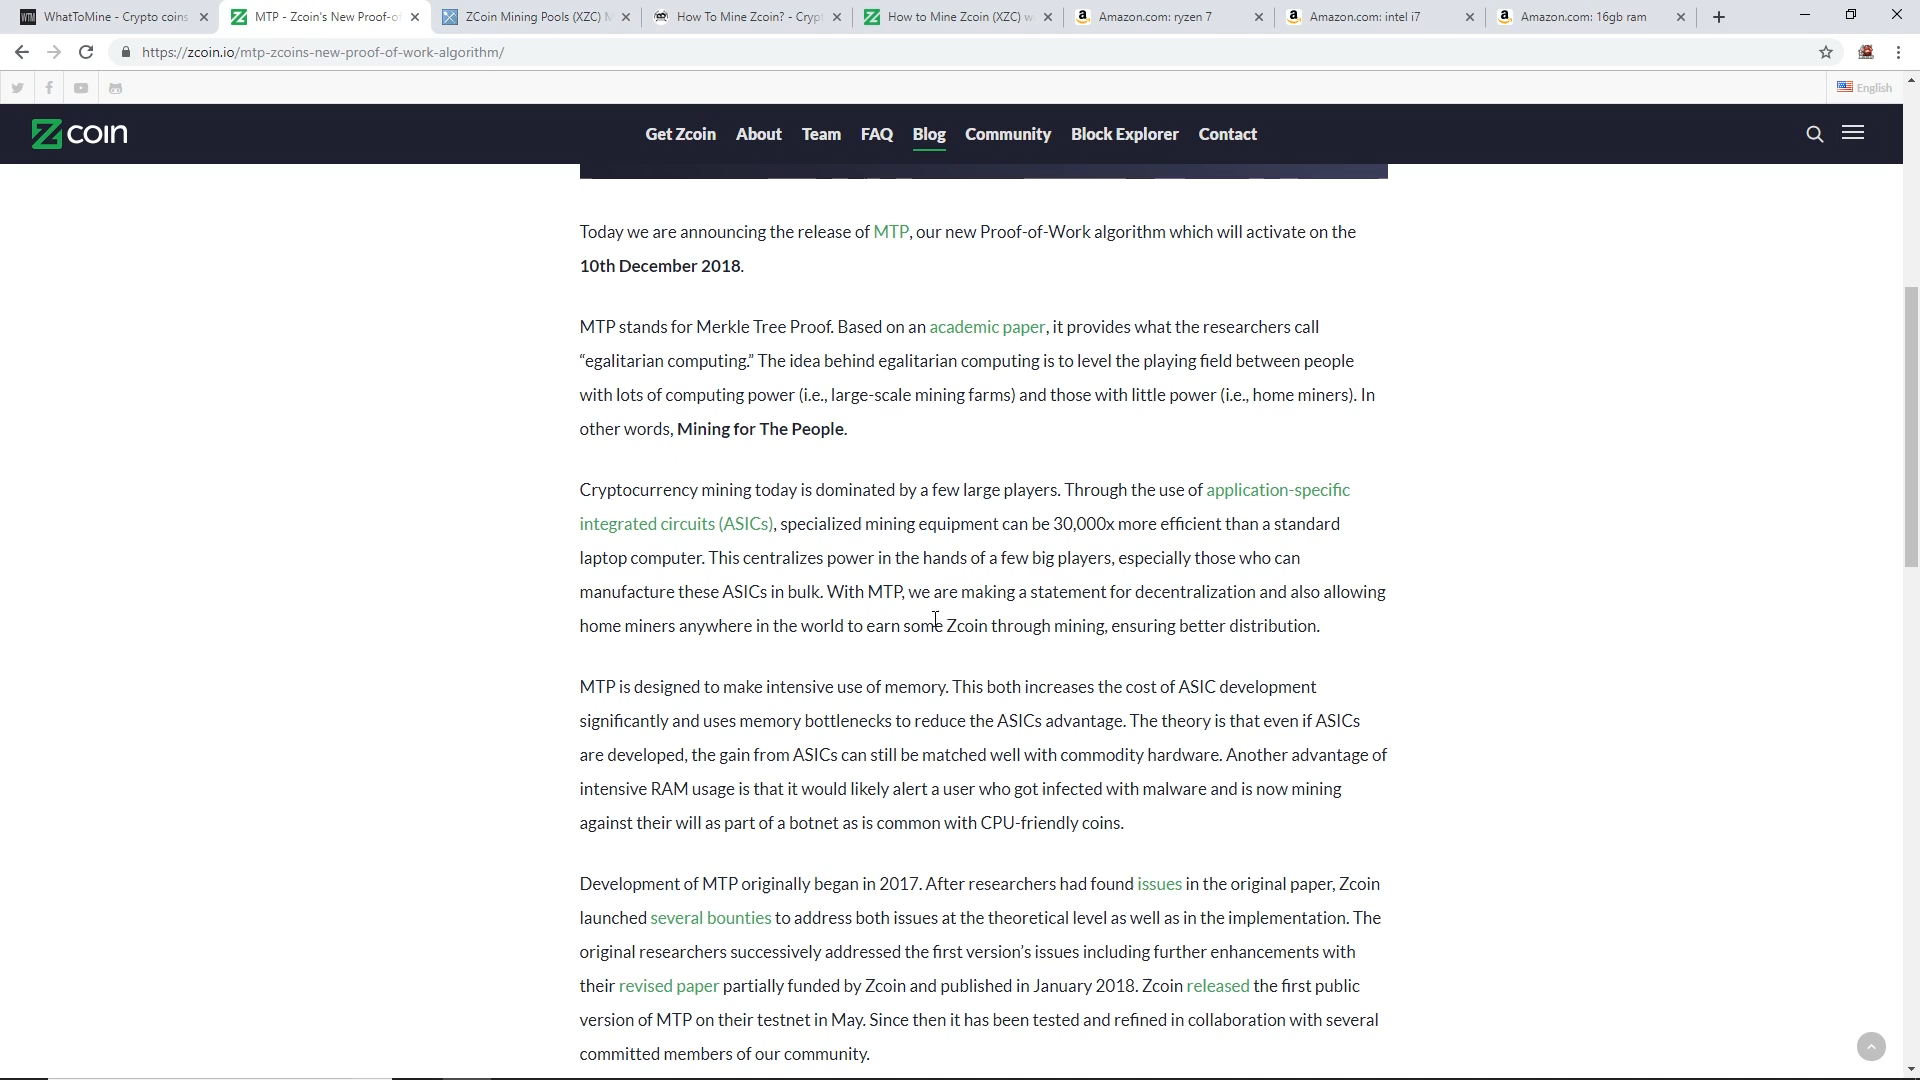 WhatToMine - Crypto coins
MTP - Zcoin's New Proof-o
ZCoin Mining Pools (XZC) M
How To Mine Zcoin? - Crypt
How to Mine Zcoin (XZC) w
Amazon.com: ryzen 7
Amazon.com: intel i7
Amazon.com: 16gb ram
https://zcoin.io/mtp-zcoins-new-proof-of-work-algorithm/
English
Zcoin
Get Zcoin About Team FAQ Blog Community Block Explorer Contact
Today we are announcing the release of MTP, our new Proof-of-Work algorithm which will activate on the
10th December 2018.
MTP stands for Merkle Tree Proof. Based on an academic paper, it provides what the researchers call
“egalitarian computing.” The idea behind egalitarian computing is to level the playing field between people
with lots of computing power (i.e., large-scale mining farms) and those with little power (i.e., home miners). In
other words, Mining for The People.
Cryptocurrency mining today is dominated by a few large players. Through the use of application-specific
integrated circuits (ASICs), specialized mining equipment can be 30,000x more efficient than a standard
laptop computer. This centralizes power in the hands of a few big players, especially those who can
manufacture these ASICs in bulk. With MTP, we are making a statement for decentralization and also allowing
home miners anywhere in the world to earn some Zcoin through mining, ensuring better distribution.
MTP is designed to make intensive use of memory. This both increases the cost of ASIC development
significantly and uses memory bottlenecks to reduce the ASICs advantage. The theory is that even if ASICs
are developed, the gain from ASICs can still be matched well with commodity hardware. Another advantage of
intensive RAM usage is that it would likely alert a user who got infected with malware and is now mining
against their will as part of a botnet as is common with CPU-friendly coins.
Development of MTP originally began in 2017. After researchers had found issues in the original paper, Zcoin
launched several bounties to address both issues at the theoretical level as well as in the implementation. The
original researchers successively addressed the first version’s issues including further enhancements with
their revised paper partially funded by Zcoin and published in January 2018. Zcoin released the first public
version of MTP on their testnet in May. Since then it has been tested and refined in collaboration with several
committed members of our community.